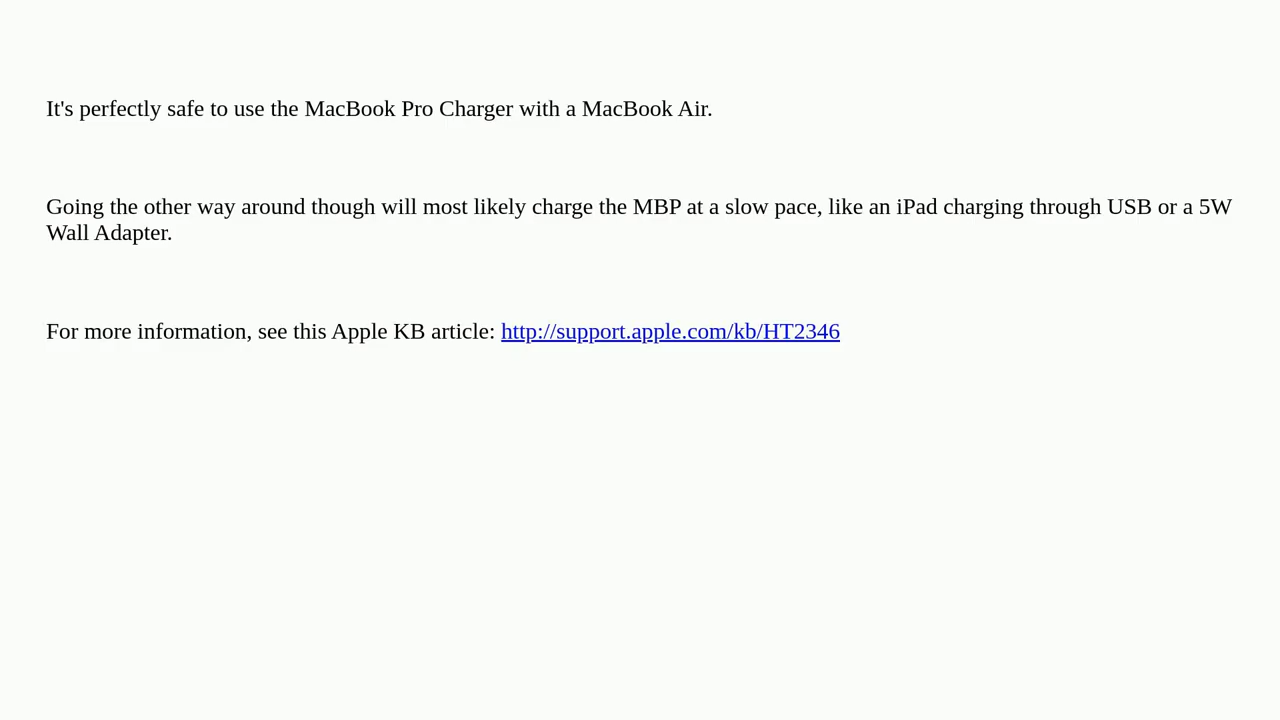 It's perfectly safe to use the MacBook Pro Charger with a MacBook Air.
Going the other way around though will most likely charge the MBP at a slow pace, like an iPad charging through USB or a 5W
Wall Adapter.
For more information, see this Apple KB article: http://support.apple.com/kb/HT2346